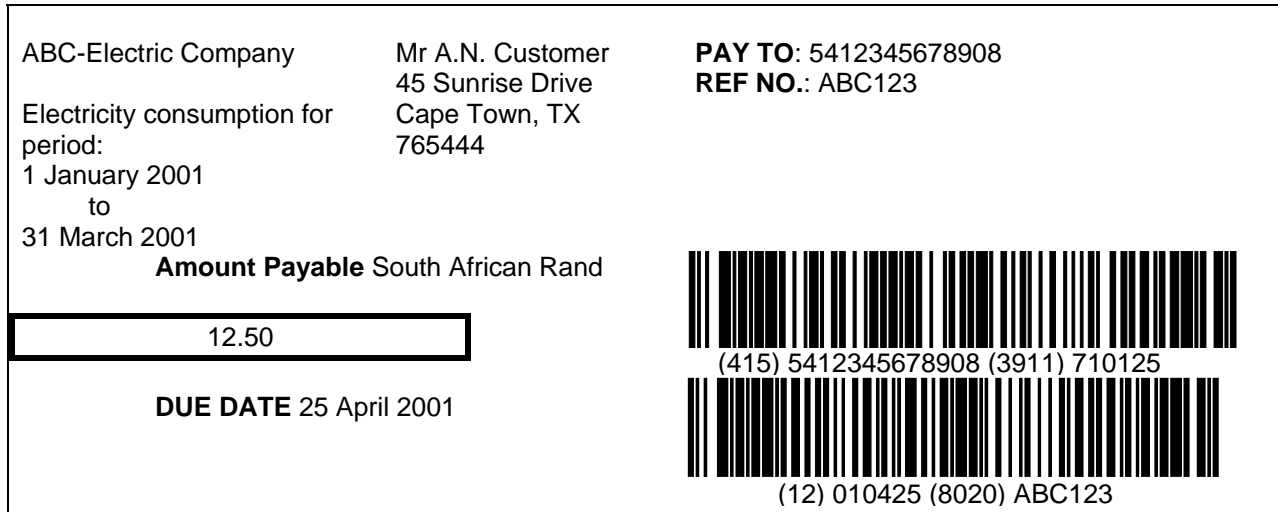 ABC-Electric Company
Electricity consumption for
period:
1 January 2001
to
31 March 2001
Mr A.N. Customer
45 Sunrise Drive
Cape Town, TX
765444
PAY TO: 5412345678908
REF NO.: ABC123
Amount Payable South African Rand
12.50
DUE DATE 25 April 2001
(415) 5412345678908 (3911) 710125
(12) 010425 (8020) ABC123